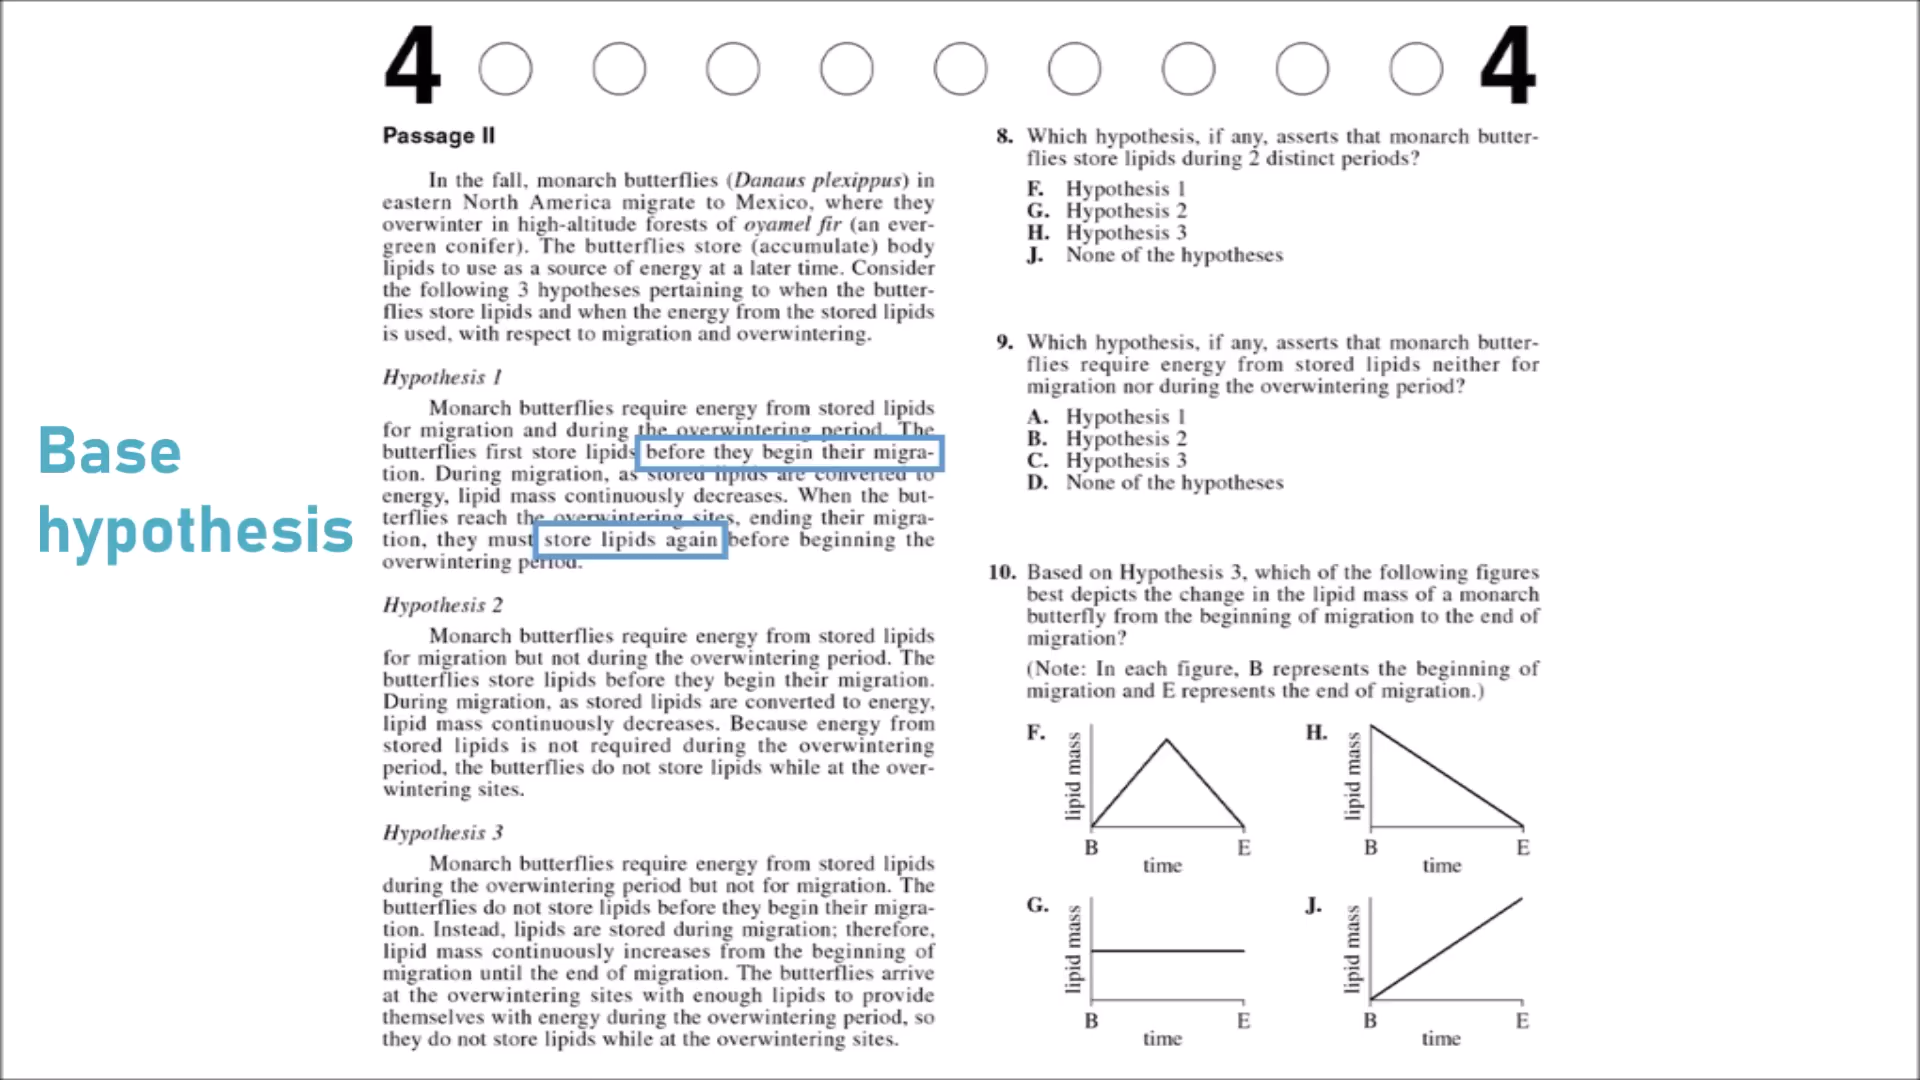 4 4
Passage II
In the fall, monarch butterflies (Danaus plexippus) in
eastern North America migrate to Mexico, where they
overwinter in high-altitude forests of oyamel fir (an ever-
green conifer). The butterflies store (accumulate) body
lipids to use as a source of energy at a later time. Consider
the following 3 hypotheses pertaining to when the butter-
flies store lipids and when the energy from the stored lipids
is used, with respect to migration and overwintering.
Hypothesis 1
Monarch butterflies require energy from stored lipids
for migration and during the overwintering period. The
butterflies first store lipids before they begin their migra-
tion. During migration, as stored lipids are converted to
energy, lipid mass continuously decreases. When the but-
terflies reach the overwintering sites, ending their migra-
tion, they must store lipids again before beginning the
overwintering period.
Hypothesis 2
Monarch butterflies require energy from stored lipids
for migration but not during the overwintering period. The
butterflies store lipids before they begin their migration.
During migration, as stored lipids are converted to energy,
lipid mass continuously decreases. Because energy from
stored lipids is not required during the overwintering
period, the butterflies do not store lipids while at the over-
wintering sites.
Hypothesis 3
Monarch butterflies require energy from stored lipids
during the overwintering period but not for migration. The
butterflies do not store lipids before they begin their migra-
tion. Instead, lipids are stored during migration; therefore,
lipid mass continuously increases from the beginning of
migration until the end of migration. The butterflies arrive
at the overwintering sites with enough lipids to provide
themselves with energy during the overwintering period, so
they do not store lipids while at the overwintering sites.
Base
hypothesis
8. Which hypothesis, if any, asserts that monarch butter-
flies store lipids during 2 distinct periods?
F. Hypothesis 1
G. Hypothesis 2
H. Hypothesis 3
J. None of the hypotheses
9. Which hypothesis, if any, asserts that monarch butter-
flies require energy from stored lipids neither for
migration nor during the overwintering period?
A. Hypothesis 1
B. Hypothesis 2
C. Hypothesis 3
D. None of the hypotheses
10. Based on Hypothesis 3, which of the following figures
best depicts the change in the lipid mass of a monarch
butterfly from the beginning of migration to the end of
migration?
(Note: In each figure, B represents the beginning of
migration and E represents the end of migration.)
F.
lipid mass
B E
time
H.
lipid mass
B E
time
G.
lipid mass
B E
time
J.
lipid mass
B E
time